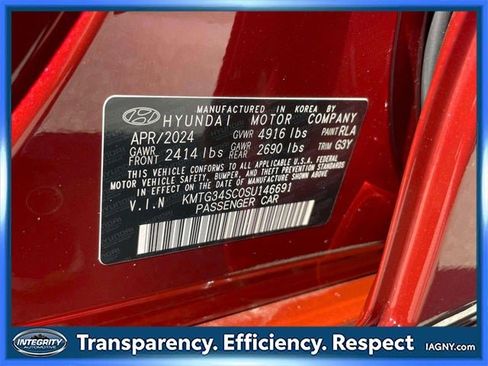 MANUFACTURED IN KOREA BY
HYUNDAI MOTOR COMPANY
APR/2024 GVWR 4916 lbs PAINT RLA
GAWR FRONT 2414 lbs GAWR REAR 2690 lbs TRIM G3Y
THIS VEHICLE CONFORMS TO ALL APPLICABLE U.S.A. FEDERAL
MOTOR VEHICLE SAFETY, BUMPER, AND THEFT PREVENTION STANDARDS
IN EFFECT ON THE DATE OF MANUFACTURE SHOWN ABOVE.
V.I.N KMTG34SC0SU146691
PASSENGER CAR
INTEGRITY
AUTOMOTIVE
Transparency. Efficiency. Respect
IAGNY.COM